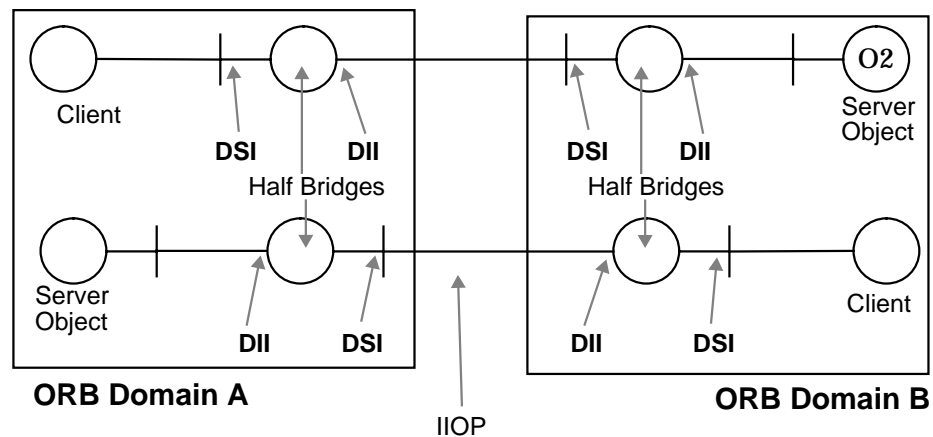 O2
Client
Server
Object
DSI
DII
DSI
DII
Half Bridges
Half Bridges
Server
Object
Client
DII
DSI
DII
DSI
ORB Domain A
ORB Domain B
IIOP